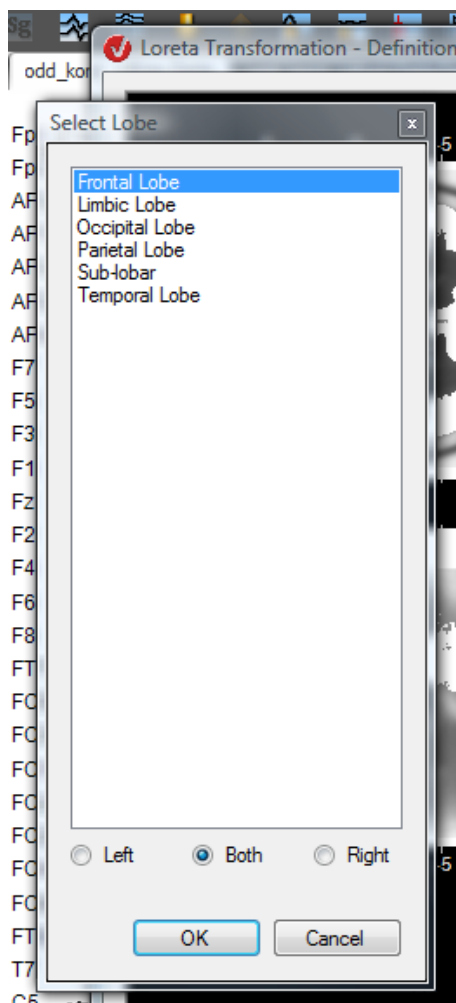 Sg
Loreta Transformation - Definition
odd_kor
Select Lobe
-5
Frontal Lobe
Limbic Lobe
Occipital Lobe
Parietal Lobe
Sub-lobar
Temporal Lobe
Fp
Fp
AF
AF
AF
AF
AF
F7
F5
F3
F1
Fz
F2
F4
F6
F8
FT
FC
FC
FC
FC
FC
FC
FC
FT
T7
C5
Left Both Right
-5
OK Cancel